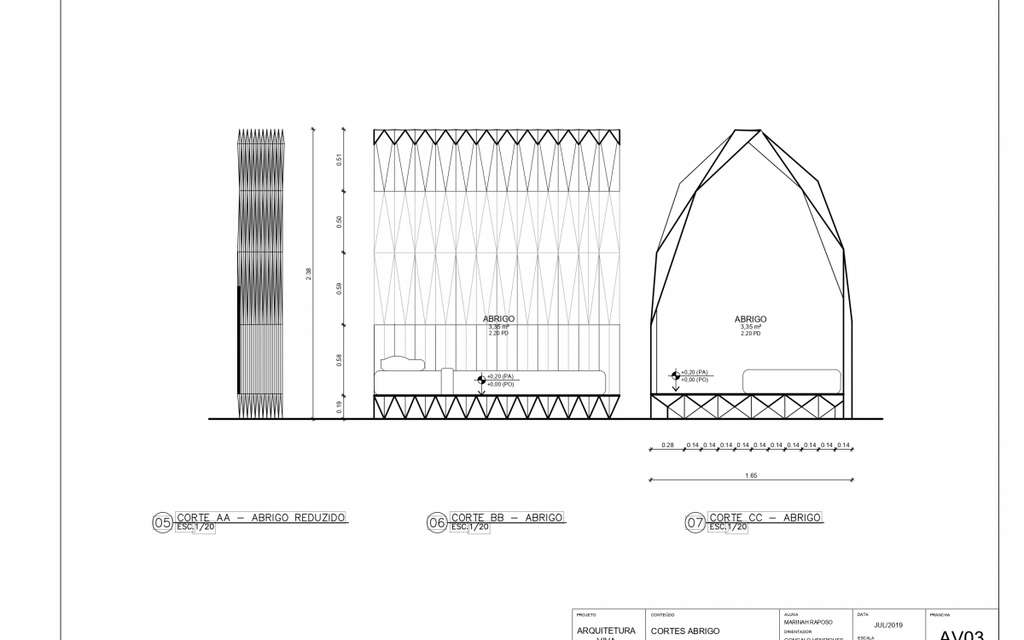 0.51
0.50
2.38
0.59
0.58
0.19
ABRIGO
3,35 m²
2.20 PD
+0,20 (PA)
+0,00 (PO)
ABRIGO
3,35 m²
2.20 PD
+0,20 (PA)
+0,00 (PO)
0.28 0.14 0.14 0.14 0.14 0.14 0.14 0.14 0.14 0.14 0.14
1.65
05 CORTE AA – ABRIGO REDUZIDO
ESC.1/20
06 CORTE BB – ABRIGO
ESC.1/20
07 CORTE CC – ABRIGO
ESC.1/20
PROJETO
ARQUITETURA
CONTEÚDO
CORTES ABRIGO
ALUNA
MARINAH RAPOSO
ORIENTADOR
DATA
JUL/2019
ESCALA
PRANCHA
AV03